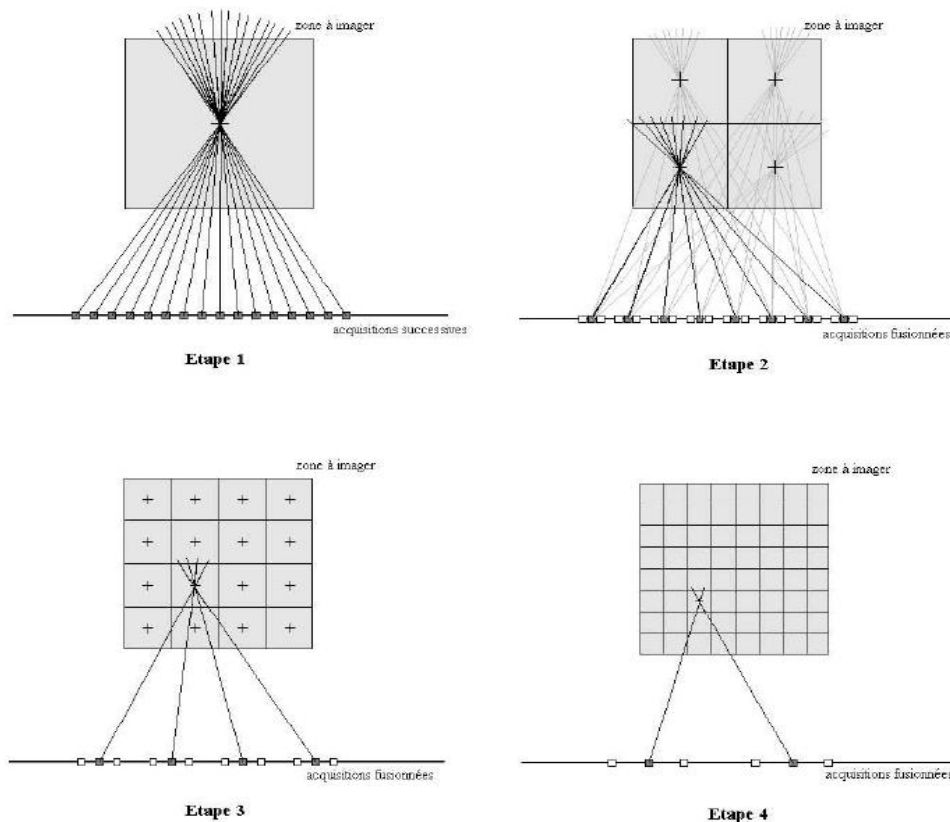 zone à imager
acquisitions successives
Etape 1
zone à imager
acquisitions fusionnées
Etape 2
zone à imager
acquisitions fusionnées
Etape 3
zone à imager
acquisitions fusionnées
Etape 4